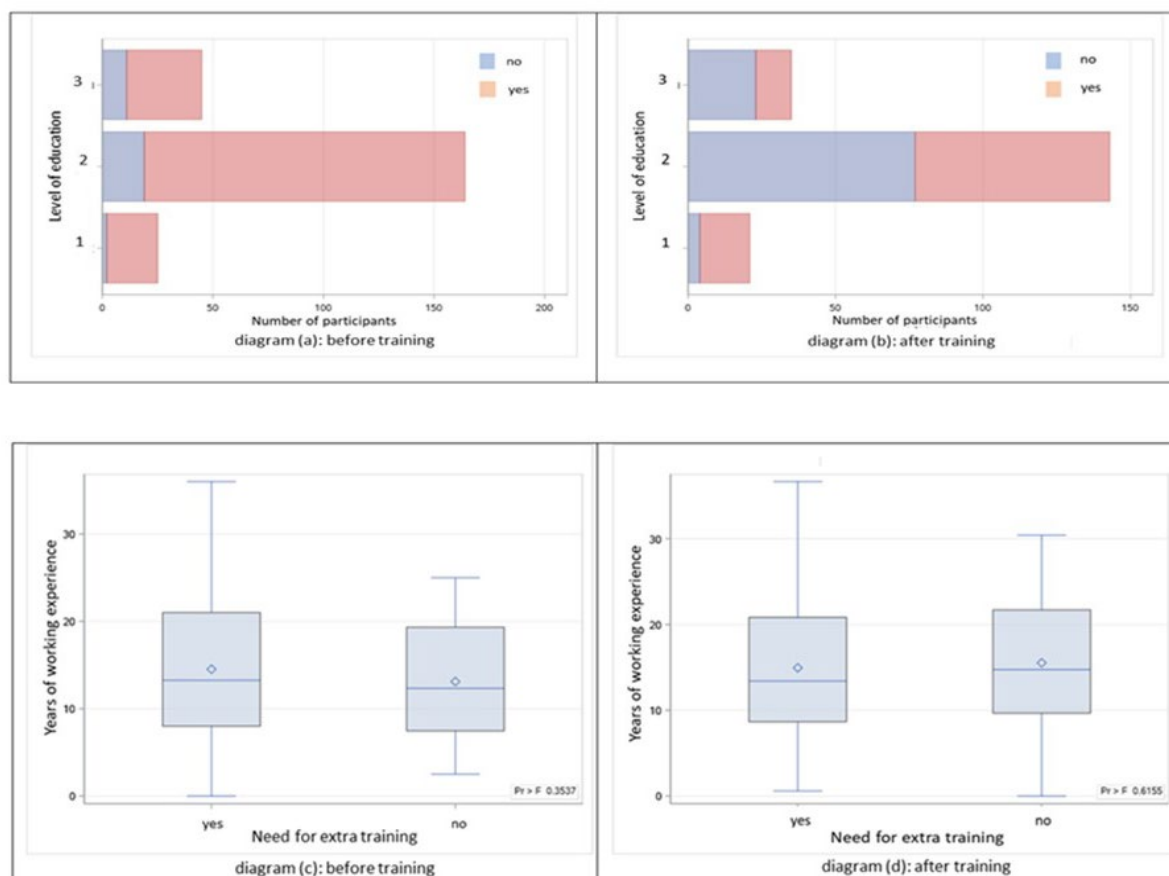 no
yes
Level of education
3
2
1
0
50
100
150
200
Number of participants
diagram (a): before training
no
yes
Level of education
3
2
1
0
50
100
150
Number of participants
diagram (b): after training
Years of working experience
30
20
10
0
Pr > F 0.3537
yes
no
Need for extra training
diagram (c): before training
Years of working experience
30
20
10
0
Pr > F 0.6155
yes
no
Need for extra training
diagram (d): after training